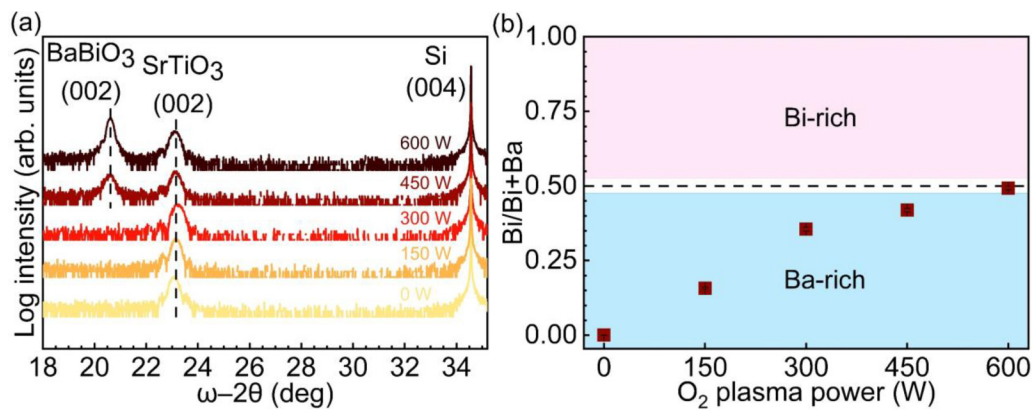 (a)
BaBiO3
(002)
SrTiO3
(002)
Si
(004)
600 W
450 W
300 W
150 W
0 W
Log intensity (arb. units)
18 20 22 24 26 28 30 32 34
ω–2θ (deg)
(b)
1.00
0.75
0.50
0.25
0.00
Bi/Bi+Ba
Bi-rich
Ba-rich
0 150 300 450 600
O2 plasma power (W)